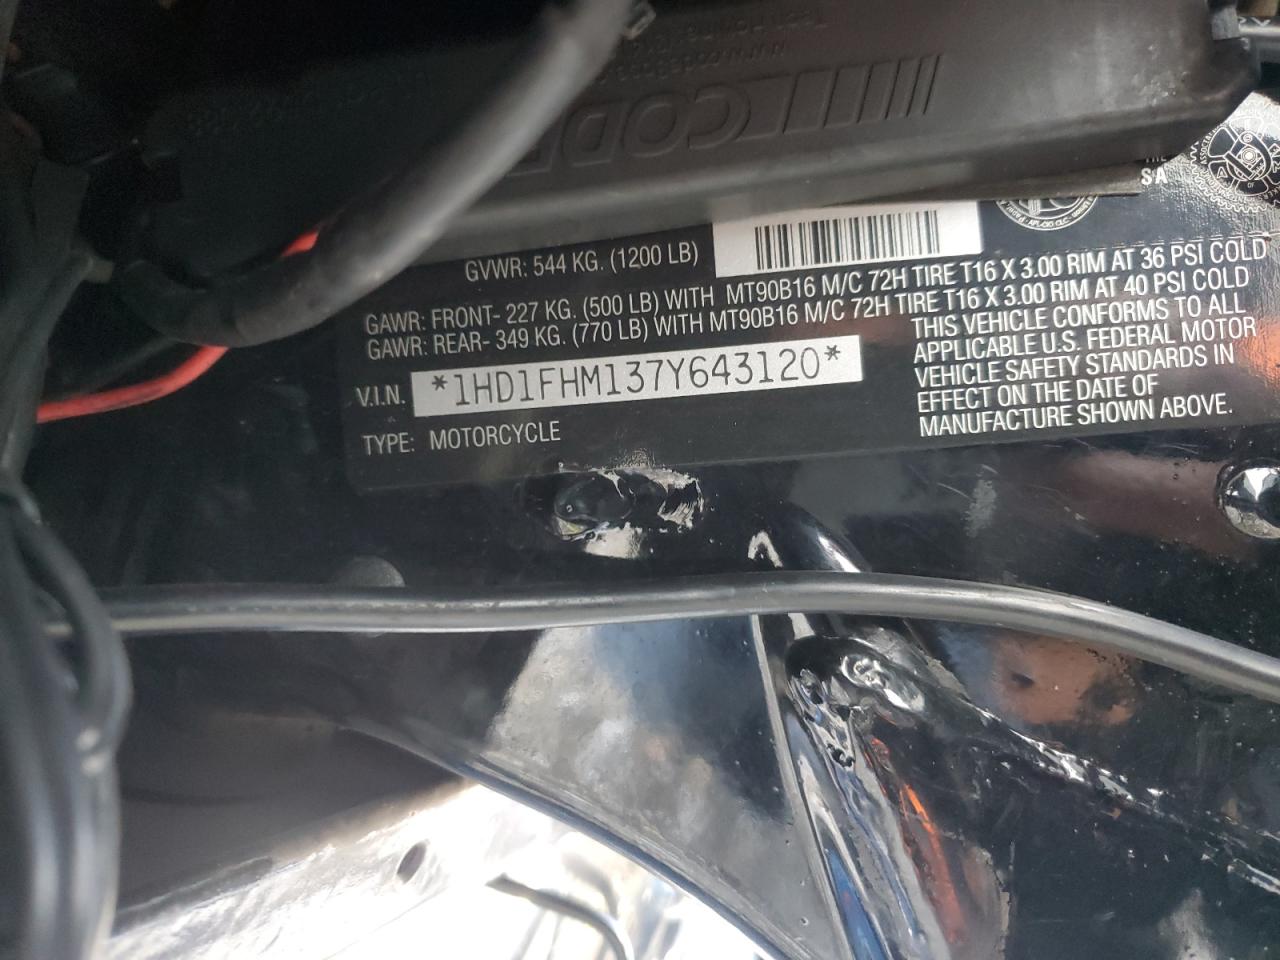 CODE
THE
SA
GVWR: 544 KG. (1200 LB)
GAWR: FRONT- 227 KG. (500 LB) WITH MT90B16 M/C 72H TIRE T16 X 3.00 RIM AT 36 PSI COLD
GAWR: REAR- 349 KG. (770 LB) WITH MT90B16 M/C 72H TIRE T16 X 3.00 RIM AT 40 PSI COLD
V.I.N. *1HD1FHM137Y643120*
TYPE: MOTORCYCLE
THIS VEHICLE CONFORMS TO ALL
APPLICABLE U.S. FEDERAL MOTOR
VEHICLE SAFETY STANDARDS IN
EFFECT ON THE DATE OF
MANUFACTURE SHOWN ABOVE.